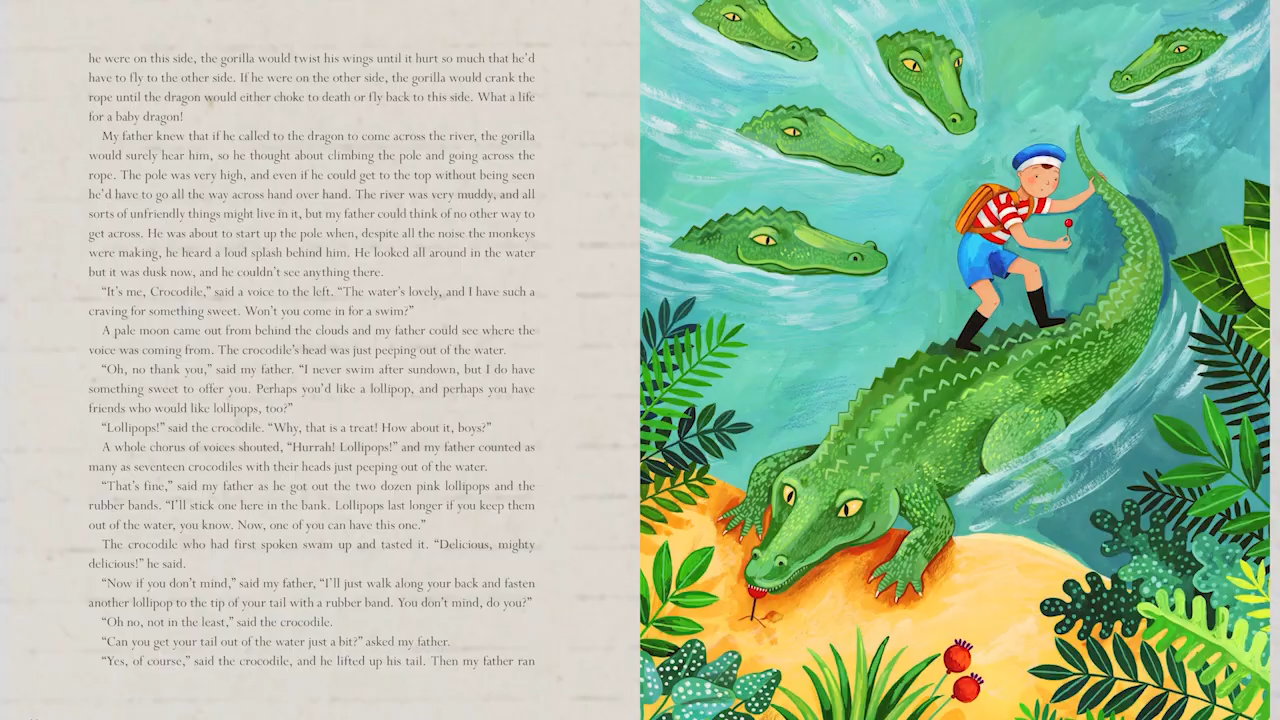 he were on this side, the gorilla would twist his wings until it hurt so much that he'd
have to fly to the other side. If he were on the other side, the gorilla would crank the
rope until the dragon would either choke to death or fly back to this side. What a life
for a baby dragon!
My father knew that if he called to the dragon to come across the river, the gorilla
would surely hear him, so he thought about climbing the pole and going across the
rope. The pole was very high, and even if he could get to the top without being seen
he'd have to go all the way across hand over hand. The river was very muddy, and all
sorts of unfriendly things might live in it, but my father could think of no other way to
get across. He was about to start up the pole when, despite all the noise the monkeys
were making, he heard a loud splash behind him. He looked all around in the water
but it was dusk now, and he couldn't see anything there.
“It's me, Crocodile,” said a voice to the left. “The water's lovely, and I have such a
craving for something sweet. Won't you come in for a swim?”
A pale moon came out from behind the clouds and my father could see where the
voice was coming from. The crocodile's head was just peeping out of the water.
“Oh, no thank you,” said my father. “I never swim after sundown, but I do have
something sweet to offer you. Perhaps you'd like a lollipop, and perhaps you have
friends who would like lollipops, too?”
“Lollipops!” said the crocodile. “Why, that is a treat! How about it, boys?”
A whole chorus of voices shouted, “Hurrah! Lollipops!” and my father counted as
many as seventeen crocodiles with their heads just peeping out of the water.
“That's fine,” said my father as he got out the two dozen pink lollipops and the
rubber bands. “I'll stick one here in the bank. Lollipops last longer if you keep them
out of the water, you know. Now, one of you can have this one.”
The crocodile who had first spoken swam up and tasted it. “Delicious, mighty
delicious!” he said.
“Now if you don't mind,” said my father, “I'll just walk along your back and fasten
another lollipop to the tip of your tail with a rubber band. You don't mind, do you?”
“Oh no, not in the least,” said the crocodile.
“Can you get your tail out of the water just a bit?” asked my father.
“Yes, of course,” said the crocodile, and he lifted up his tail. Then my father ran